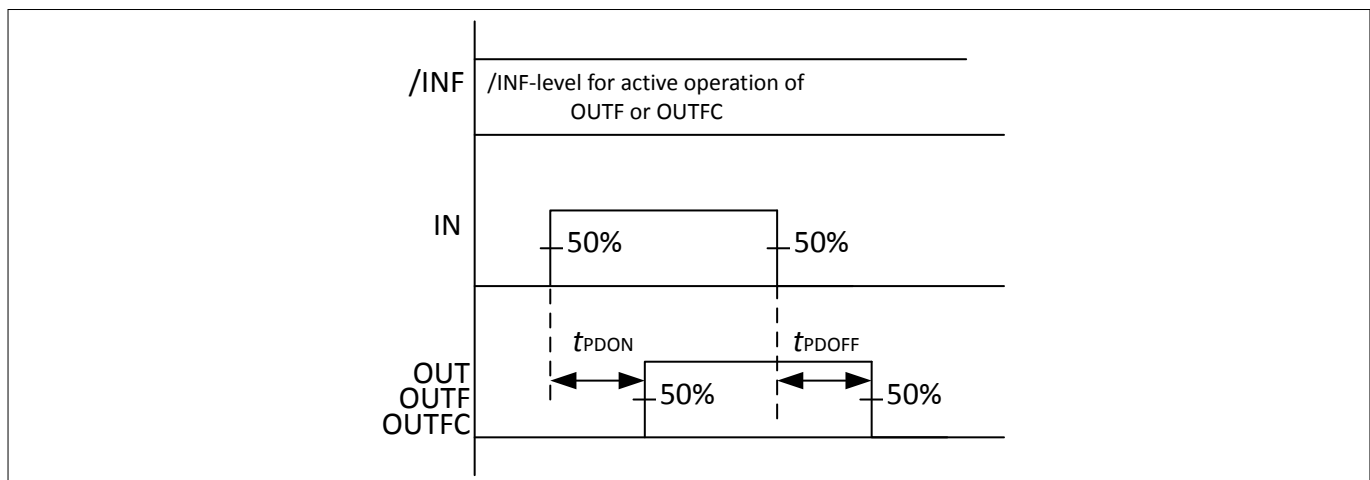 /INF
/INF-level for active operation of
OUTF or OUTFC
IN
50%
50%
tPDON
tPDOFF
OUT
OUTF
OUTFC
50%
50%